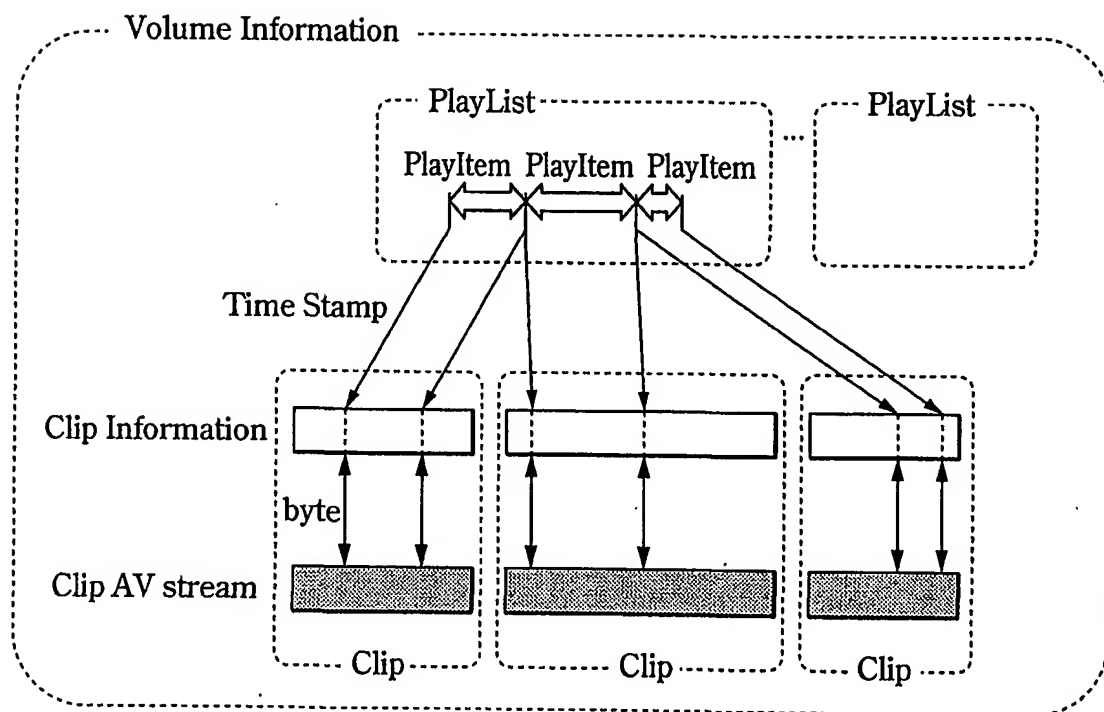 Volume Information
PlayList
PlayList
...
PlayItem PlayItem PlayItem
Time Stamp
Clip Information
byte
Clip AV stream
Clip
Clip
Clip